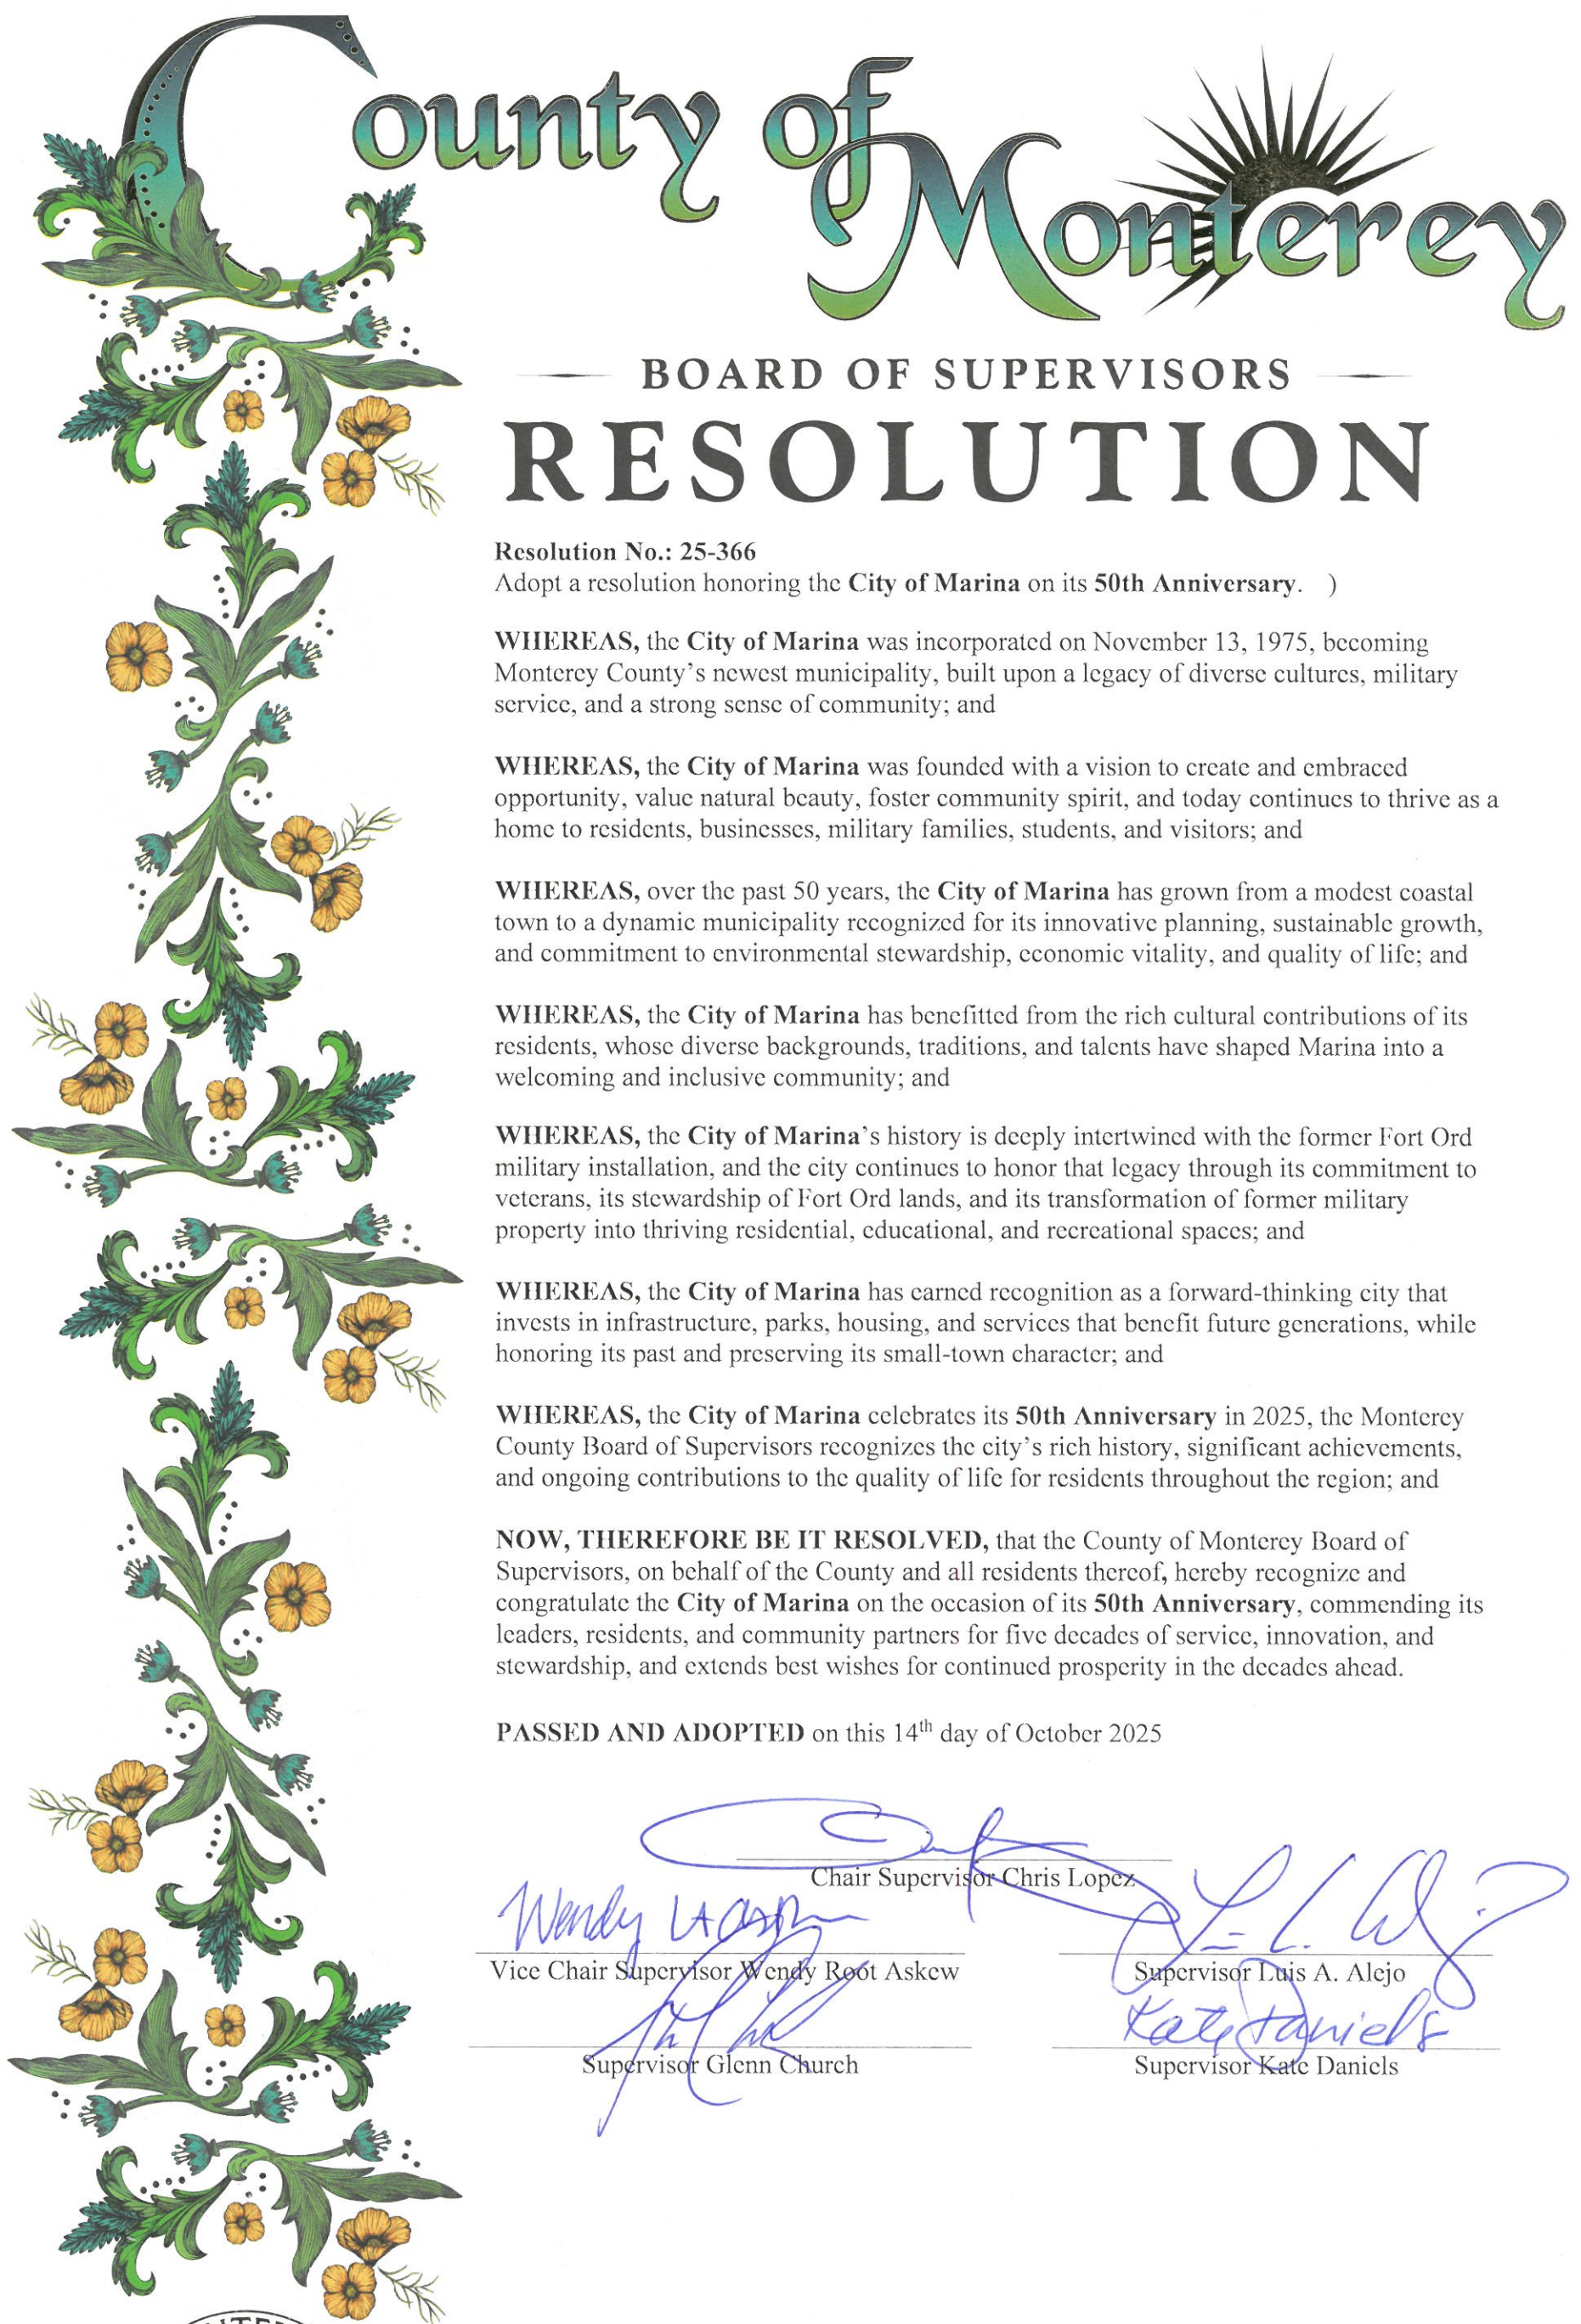 County of Monterey
BOARD OF SUPERVISORS
RESOLUTION
Resolution No.: 25-366
Adopt a resolution honoring the City of Marina on its 50th Anniversary. )
WHEREAS, the City of Marina was incorporated on November 13, 1975, becoming
Monterey County's newest municipality, built upon a legacy of diverse cultures, military
service, and a strong sense of community; and
WHEREAS, the City of Marina was founded with a vision to create and embraced
opportunity, value natural beauty, foster community spirit, and today continues to thrive as a
home to residents, businesses, military families, students, and visitors; and
WHEREAS, over the past 50 years, the City of Marina has grown from a modest coastal
town to a dynamic municipality recognized for its innovative planning, sustainable growth,
and commitment to environmental stewardship, economic vitality, and quality of life; and
WHEREAS, the City of Marina has benefitted from the rich cultural contributions of its
residents, whose diverse backgrounds, traditions, and talents have shaped Marina into a
welcoming and inclusive community; and
WHEREAS, the City of Marina's history is deeply intertwined with the former Fort Ord
military installation, and the city continues to honor that legacy through its commitment to
veterans, its stewardship of Fort Ord lands, and its transformation of former military
property into thriving residential, educational, and recreational spaces; and
WHEREAS, the City of Marina has earned recognition as a forward-thinking city that
invests in infrastructure, parks, housing, and services that benefit future generations, while
honoring its past and preserving its small-town character; and
WHEREAS, the City of Marina celebrates its 50th Anniversary in 2025, the Monterey
County Board of Supervisors recognizes the city's rich history, significant achievements,
and ongoing contributions to the quality of life for residents throughout the region; and
NOW, THEREFORE BE IT RESOLVED, that the County of Monterey Board of
Supervisors, on behalf of the County and all residents thereof, hereby recognize and
congratulate the City of Marina on the occasion of its 50th Anniversary, commending its
leaders, residents, and community partners for five decades of service, innovation, and
stewardship, and extends best wishes for continued prosperity in the decades ahead.
PASSED AND ADOPTED on this 14th day of October 2025
Chair Supervisor Chris Lopez
Wendy
Vice Chair Supervisor Wendy Root Askew
Supervisor Luis A. Alejo
Kate Daniels
Supervisor Glenn Church
Supervisor Kate Daniels